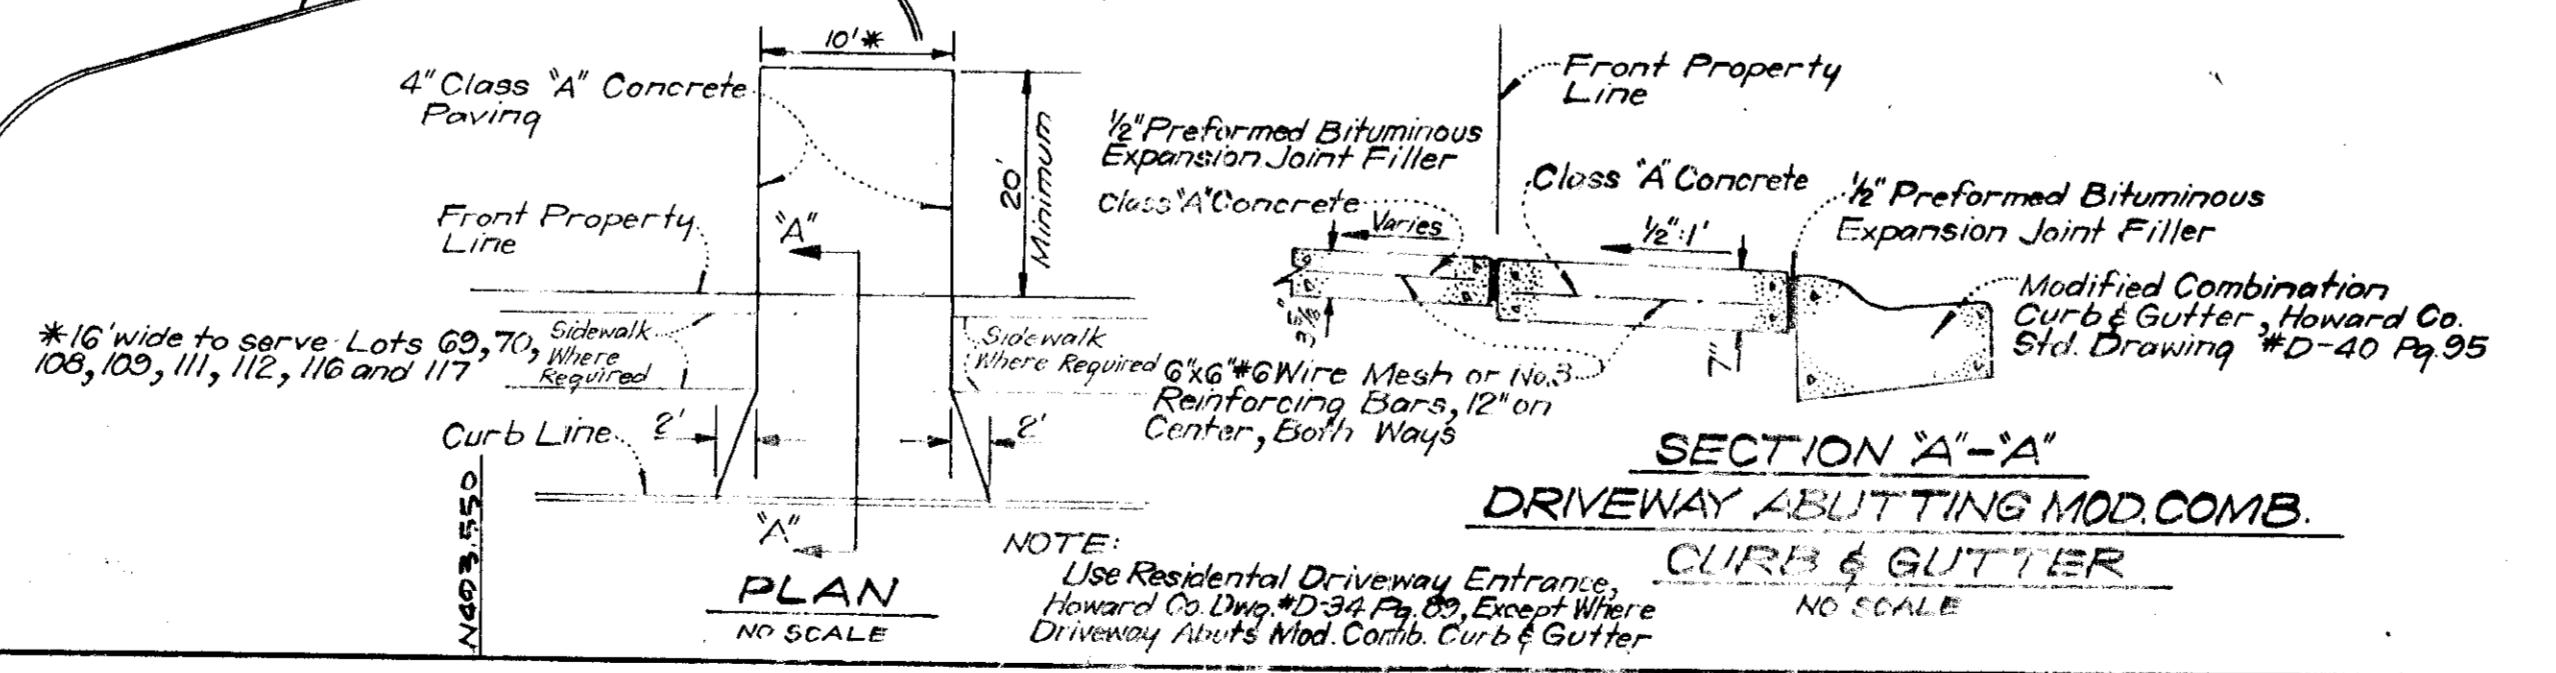 10'*
4" Class "A" Concrete
Paving
20'
Minimum
Front Property
Line
"A"
*16' wide to serve Lots 69, 70,
108, 109, 111, 112, 116 and 117
Sidewalk
Where
Required
Sidewalk
Where Required
Curb Line
2'
2'
"A"
N493,550
PLAN
NO SCALE
NOTE:
Use Residental Driveway Entrance,
Howard Co. Dwg. #D-34 Pg. 89, Except Where
Driveway Abuts Mod. Comb. Curb & Gutter
Front Property
Line
1/2" Preformed Bituminous
Expansion Joint Filler
Class "A" Concrete
Varies
Class "A" Concrete
1/2":1'
1/2" Preformed Bituminous
Expansion Joint Filler
Modified Combination
Curb & Gutter, Howard Co.
Std. Drawing #D-40 Pg. 95
3 5/8"
7"
6"x6" #6 Wire Mesh or No.3
Reinforcing Bars, 12" on
Center, Both Ways
SECTION "A"-"A"
DRIVEWAY ABUTTING MOD. COMB.
CURB & GUTTER
NO SCALE